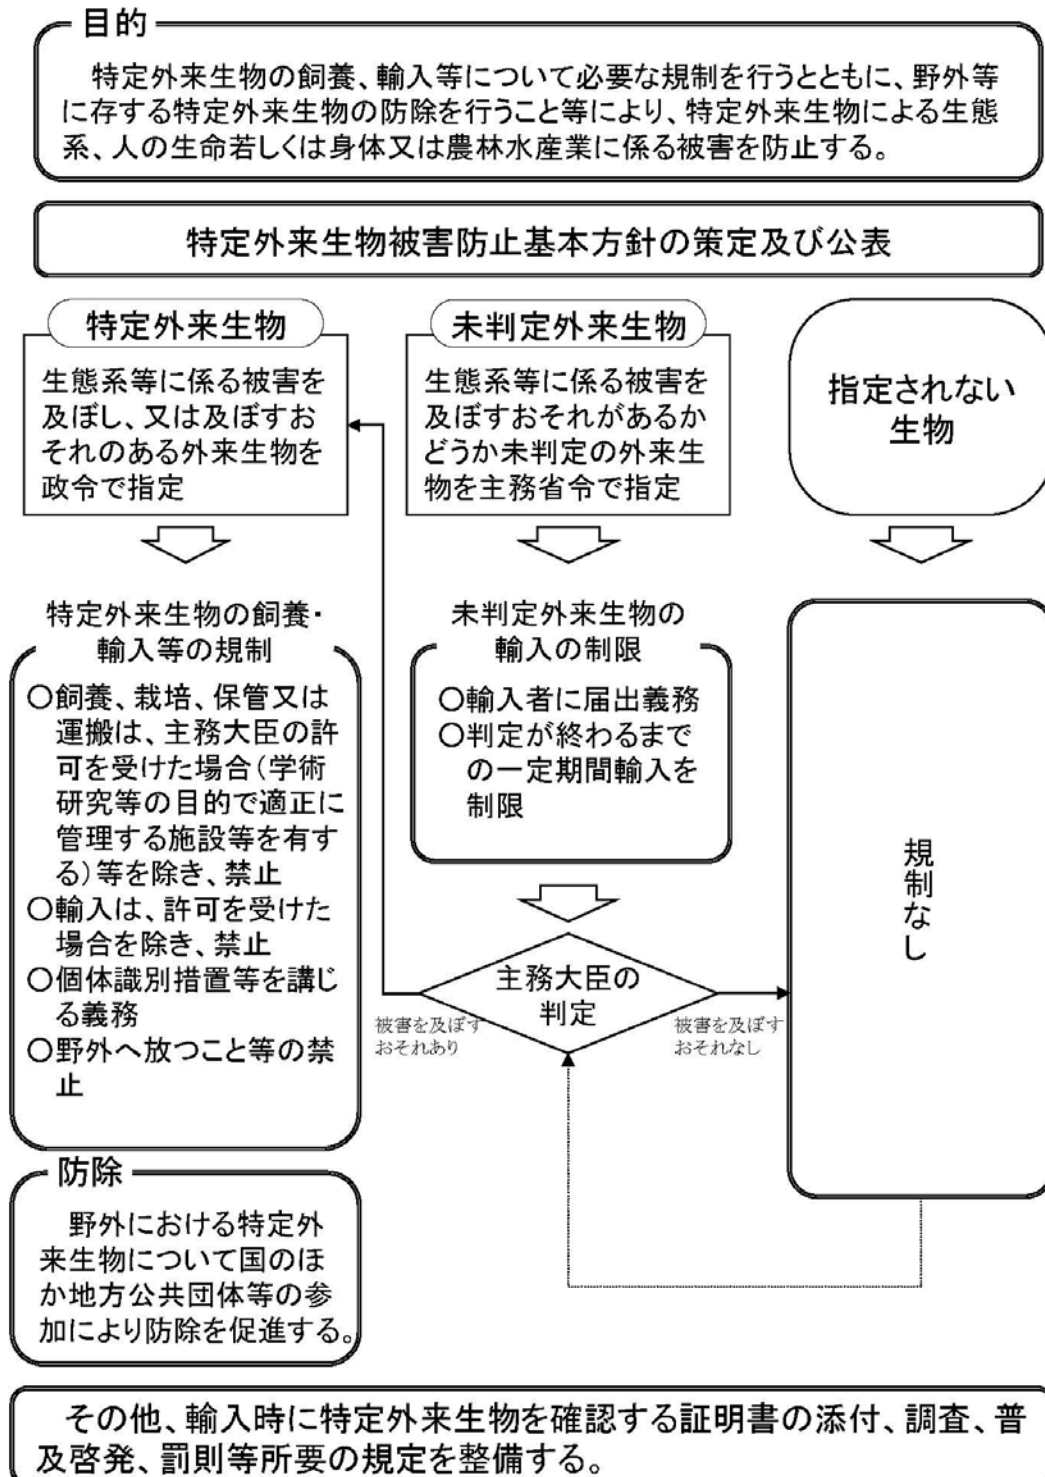 目的
特定外来生物の飼養、輸入等について必要な規制を行うとともに、野外等
に存する特定外来生物の防除を行うこと等により、特定外来生物による生態
系、人の生命若しくは身体又は農林水産業に係る被害を防止する。
特定外来生物被害防止基本方針の策定及び公表
特定外来生物
生態系等に係る被害を
及ぼし、又は及ぼすお
それのある外来生物を
政令で指定
未判定外来生物
生態系等に係る被害を
及ぼすおそれがあるか
どうか未判定の外来生
物を主務省令で指定
指定されない
生物
特定外来生物の飼養・
輸入等の規制
○飼養、栽培、保管又は
運搬は、主務大臣の許
可を受けた場合(学術
研究等の目的で適正に
管理する施設等を有す
る)等を除き、禁止
○輸入は、許可を受けた
場合を除き、禁止
○個体識別措置等を講じ
る義務
○野外へ放つこと等の禁
止
未判定外来生物の
輸入の制限
○輸入者に届出義務
○判定が終わるまで
の一定期間輸入を
制限
主務大臣の
判定
被害を及ぼす
おそれあり
被害を及ぼす
おそれなし
規制なし
防除
野外における特定外
来生物について国のほ
か地方公共団体等の参
加により防除を促進する。
その他、輸入時に特定外来生物を確認する証明書の添付、調査、普
及啓発、罰則等所要の規定を整備する。